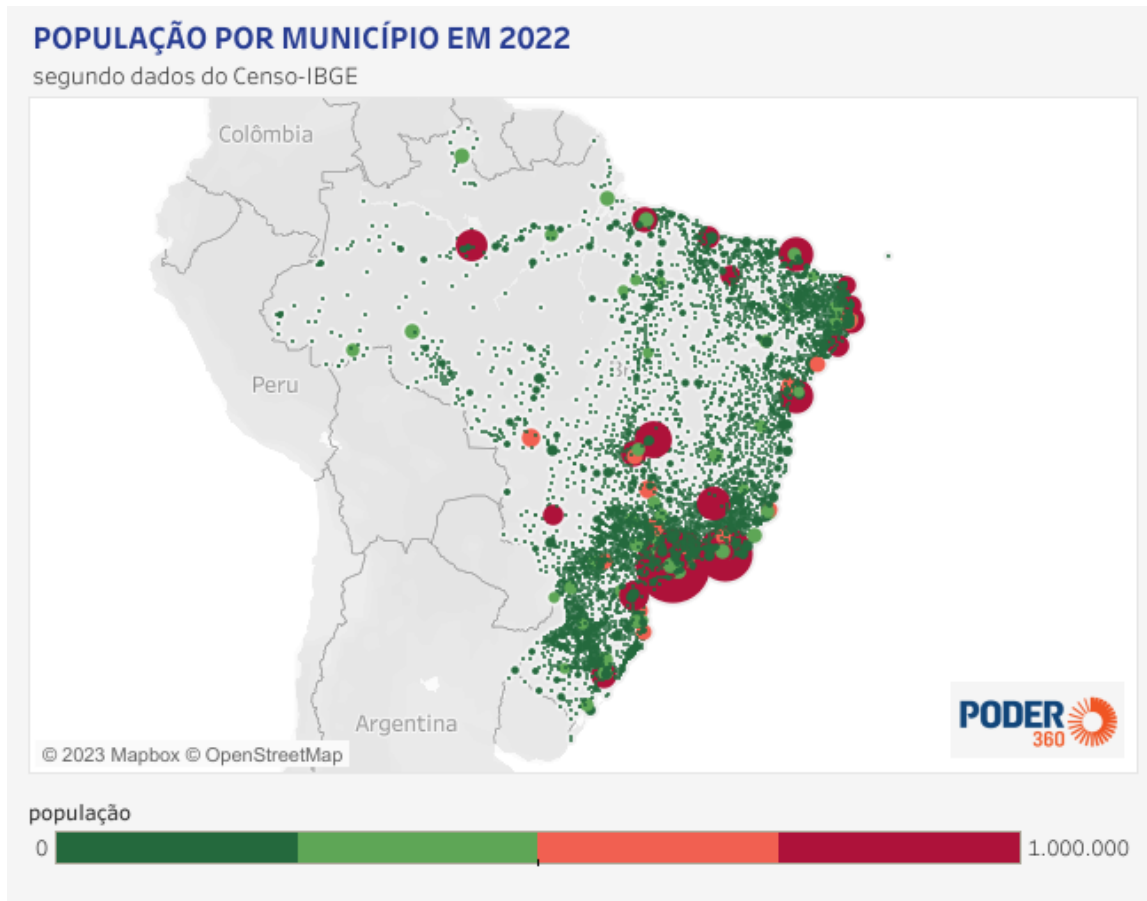 POPULAÇÃO POR MUNICÍPIO EM 2022
segundo dados do Censo-IBGE
Colômbia
Br
Peru
Argentina
PODER
360
© 2023 Mapbox © OpenStreetMap
população
0
1.000.000